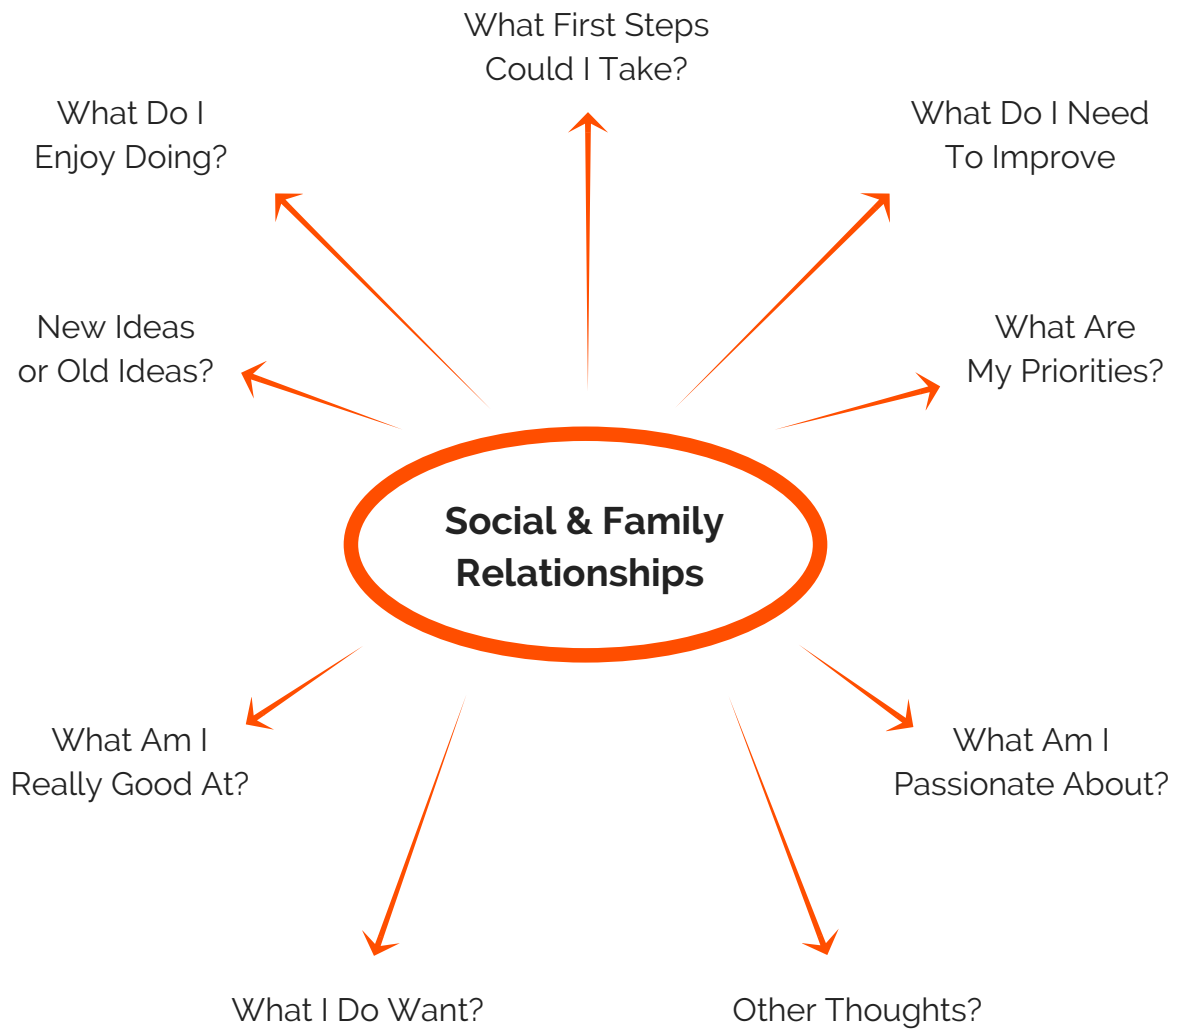 What First Steps
Could I Take?
What Do I
Enjoy Doing?
What Do I Need
To Improve
New Ideas
or Old Ideas?
What Are
My Priorities?
Social & Family
Relationships
What Am I
Really Good At?
What Am I
Passionate About?
What I Do Want?
Other Thoughts?